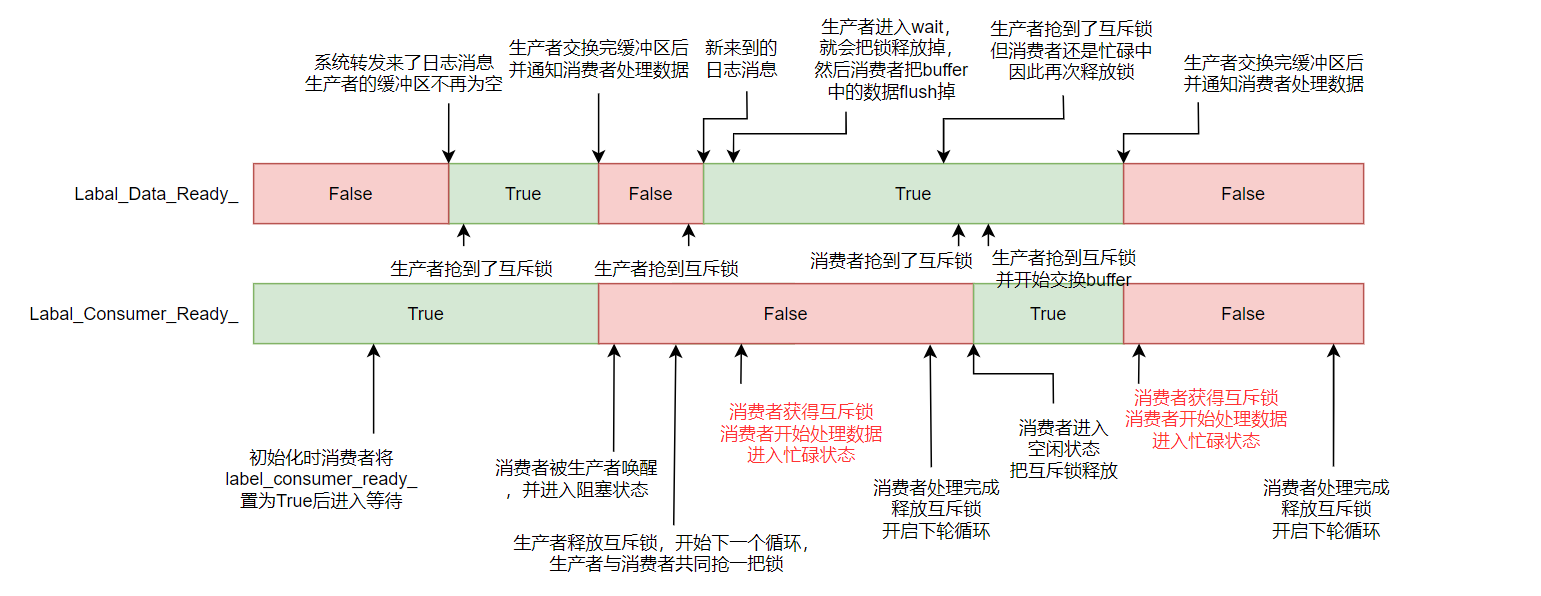 系统转发来了日志消息
生产者的缓冲区不再为空
生产者交换完缓冲区后
并通知消费者处理数据
新来到的
日志消息
生产者进入wait，
就会把锁释放掉，
然后消费者把buffer
中的数据flush掉
生产者抢到了互斥锁
但消费者还是忙碌中
因此再次释放锁
生产者交换完缓冲区后
并通知消费者处理数据
Labal_Data_Ready_
False
True
False
True
False
生产者抢到了互斥锁
生产者抢到互斥锁
消费者抢到了互斥锁
生产者抢到互斥锁
并开始交换buffer
Labal_Consumer_Ready_
True
False
True
False
初始化时消费者将
label_consumer_ready_
置为True后进入等待
消费者被生产者唤醒
，并进入阻塞状态
生产者释放互斥锁，开始下一个循环，
生产者与消费者共同抢一把锁
消费者获得互斥锁
消费者开始处理数据
进入忙碌状态
消费者处理完成
释放互斥锁
开启下轮循环
消费者进入
空闲状态
把互斥锁释放
消费者获得互斥锁
消费者开始处理数据
进入忙碌状态
消费者处理完成
释放互斥锁
开启下轮循环